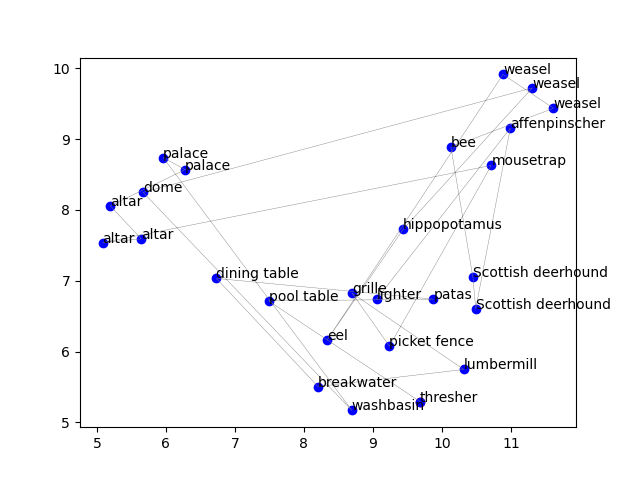 10
9
8
7
6
5
5
6
7
8
9
10
11
weasel
weasel
weasel
affenpinscher
bee
mousetrap
palace
palace
dome
altar
altar
altar
hippopotamus
dining table
Scottish deerhound
Scottish deerhound
pool table
grille
lighter
patas
eel
picket fence
lumbermill
breakwater
washbasin
thresher